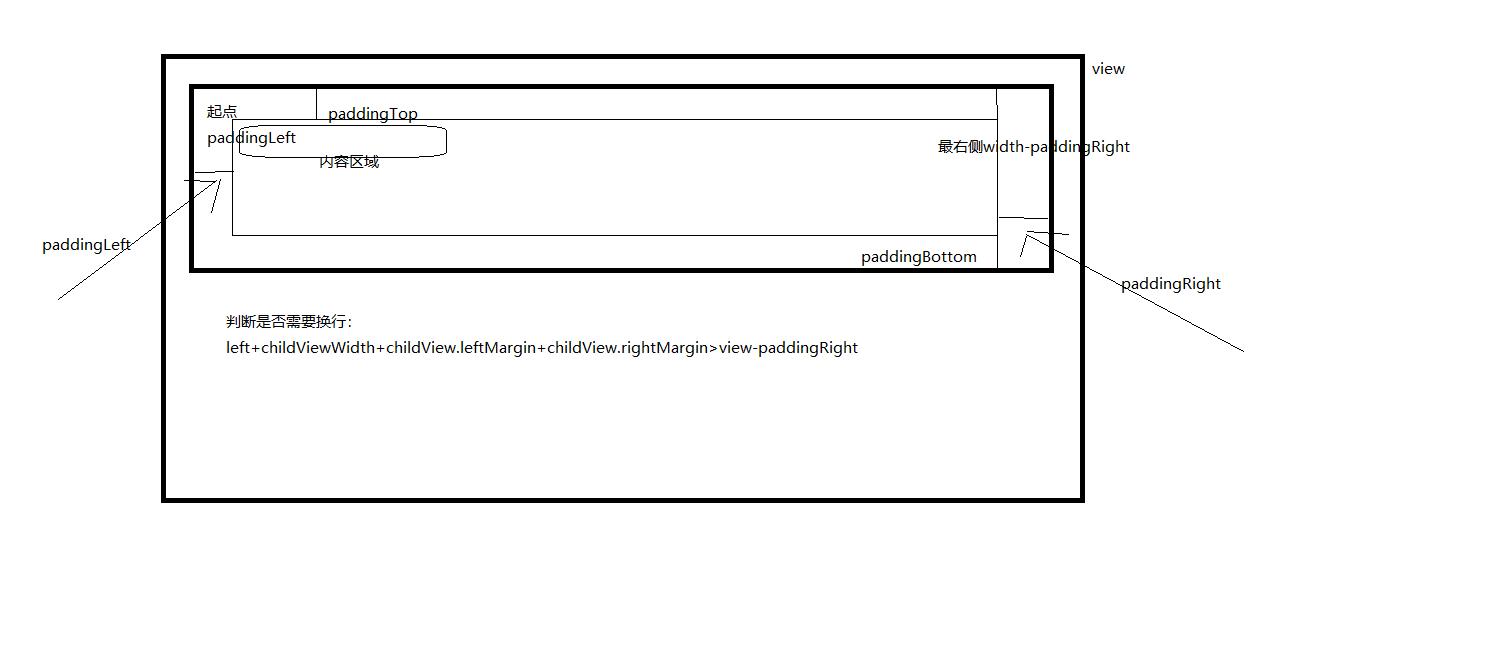 view
起点
paddingTop
paddingLeft
最右侧width-paddingRight
内容区域
paddingLeft
paddingBottom
paddingRight
判断是否需要换行：
left+childViewWidth+childView.leftMargin+childView.rightMargin>view-paddingRight